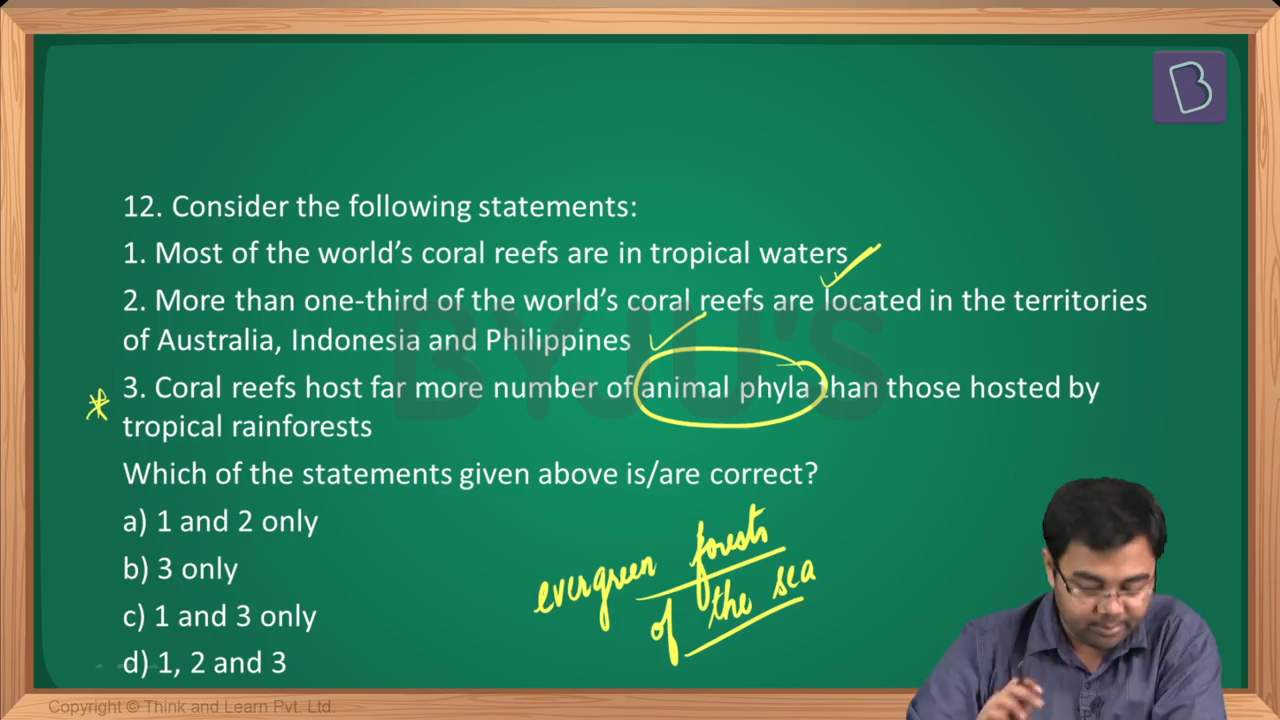 B
12. Consider the following statements:
1. Most of the world's coral reefs are in tropical waters
2. More than one-third of the world's coral reefs are located in the territories
of Australia, Indonesia and Philippines
3. Coral reefs host far more number of animal phyla than those hosted by
tropical rainforests
Which of the statements given above is/are correct?
a) 1 and 2 only
b) 3 only
c) 1 and 3 only
d) 1, 2 and 3
evergreen forests
of the sea
BYJU'S
Copyright © Think and Learn Pvt. Ltd.